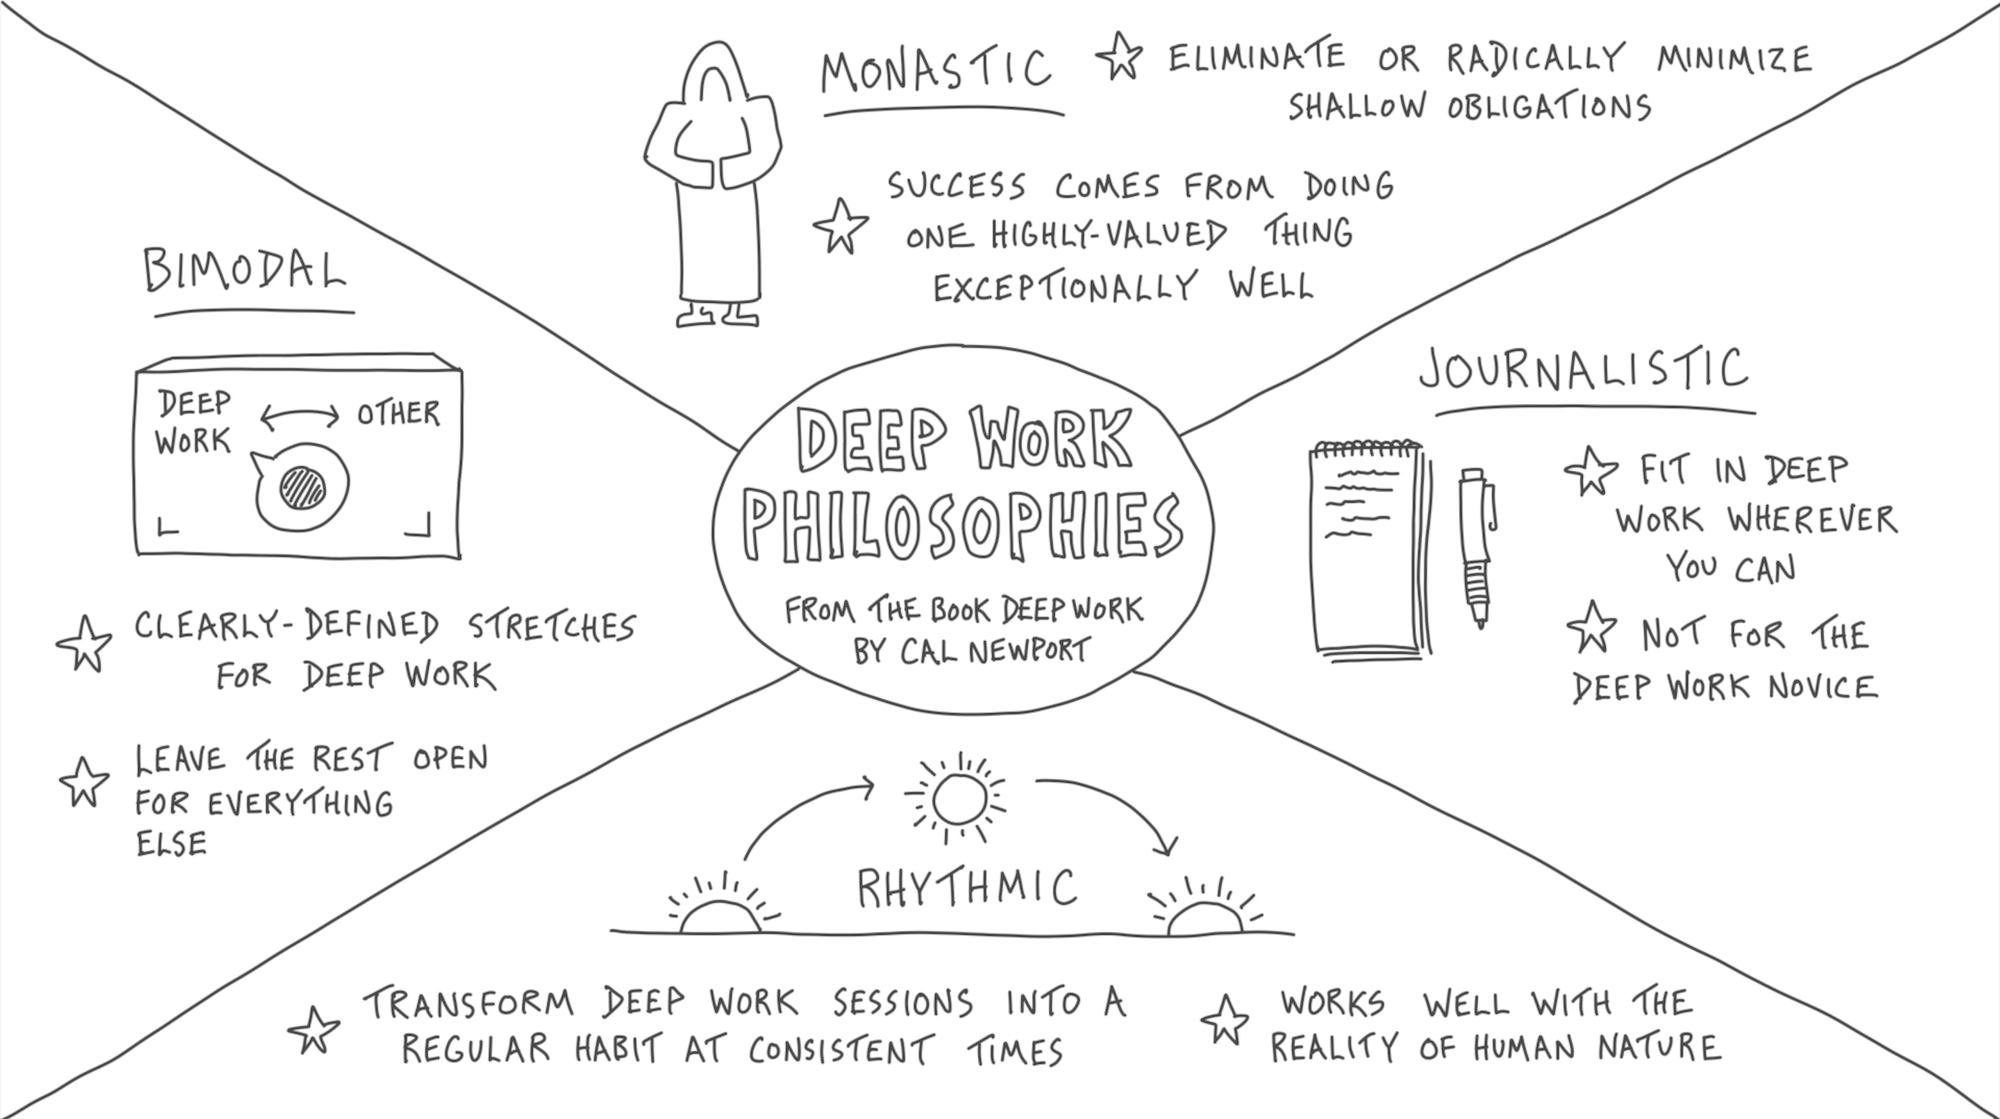 MONASTIC
ELIMINATE OR RADICALLY MINIMIZE
SHALLOW OBLIGATIONS
SUCCESS COMES FROM DOING
ONE HIGHLY-VALUED THING
EXCEPTIONALLY WELL
BIMODAL
DEEP
WORK
OTHER
CLEARLY-DEFINED STRETCHES
FOR DEEP WORK
LEAVE THE REST OPEN
FOR EVERYTHING
ELSE
DEEP WORK
PHILOSOPHIES
FROM THE BOOK DEEP WORK
BY CAL NEWPORT
JOURNALISTIC
FIT IN DEEP
WORK WHEREVER
YOU CAN
NOT FOR THE
DEEP WORK NOVICE
RHYTHMIC
TRANSFORM DEEP WORK SESSIONS INTO A
REGULAR HABIT AT CONSISTENT TIMES
WORKS WELL WITH THE
REALITY OF HUMAN NATURE